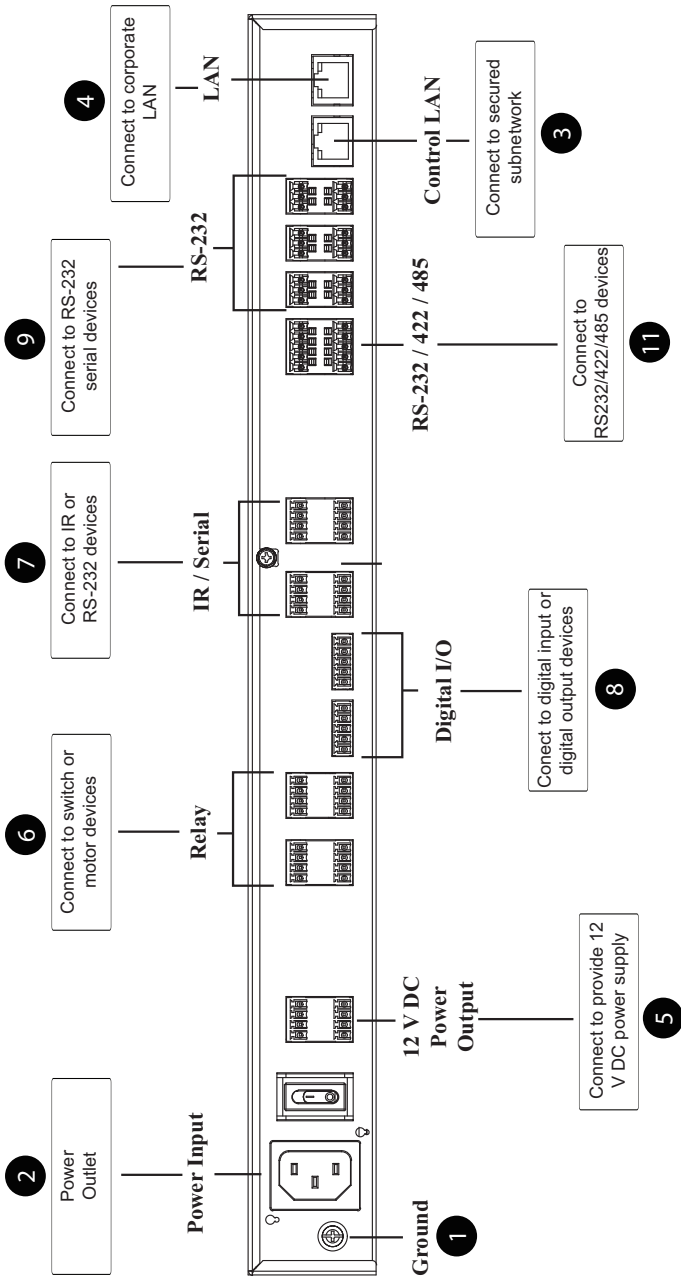 2
Power
Outlet
Power Input
6
Connect to switch or
motor devices
Relay
7
Connect to IR or
RS-232 devices
IR / Serial
9
Connect to RS-232
serial devices
RS-232
4
Connect to corporate
LAN
LAN
Ground
1
12 V DC
Power
Output
Connect to provide 12
V DC power supply
5
Digital I/O
Conect to digital input or
digital output devices
8
RS-232 / 422 / 485
Connect to
RS232/422/485 devices
11
Control LAN
Connect to secured
subnetwork
3